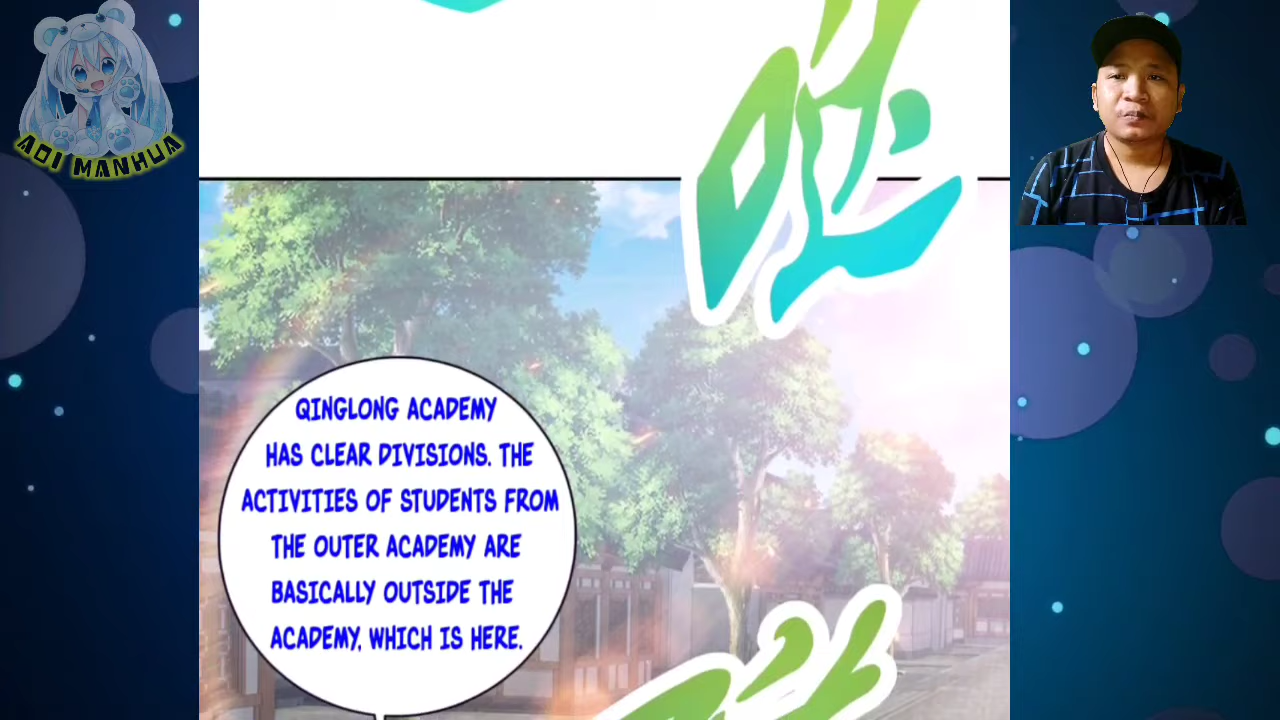 AOI MANHUA
QINGLONG ACADEMY
HAS CLEAR DIVISIONS. THE
ACTIVITIES OF STUDENTS FROM
THE OUTER ACADEMY ARE
BASICALLY OUTSIDE THE
ACADEMY, WHICH IS HERE.